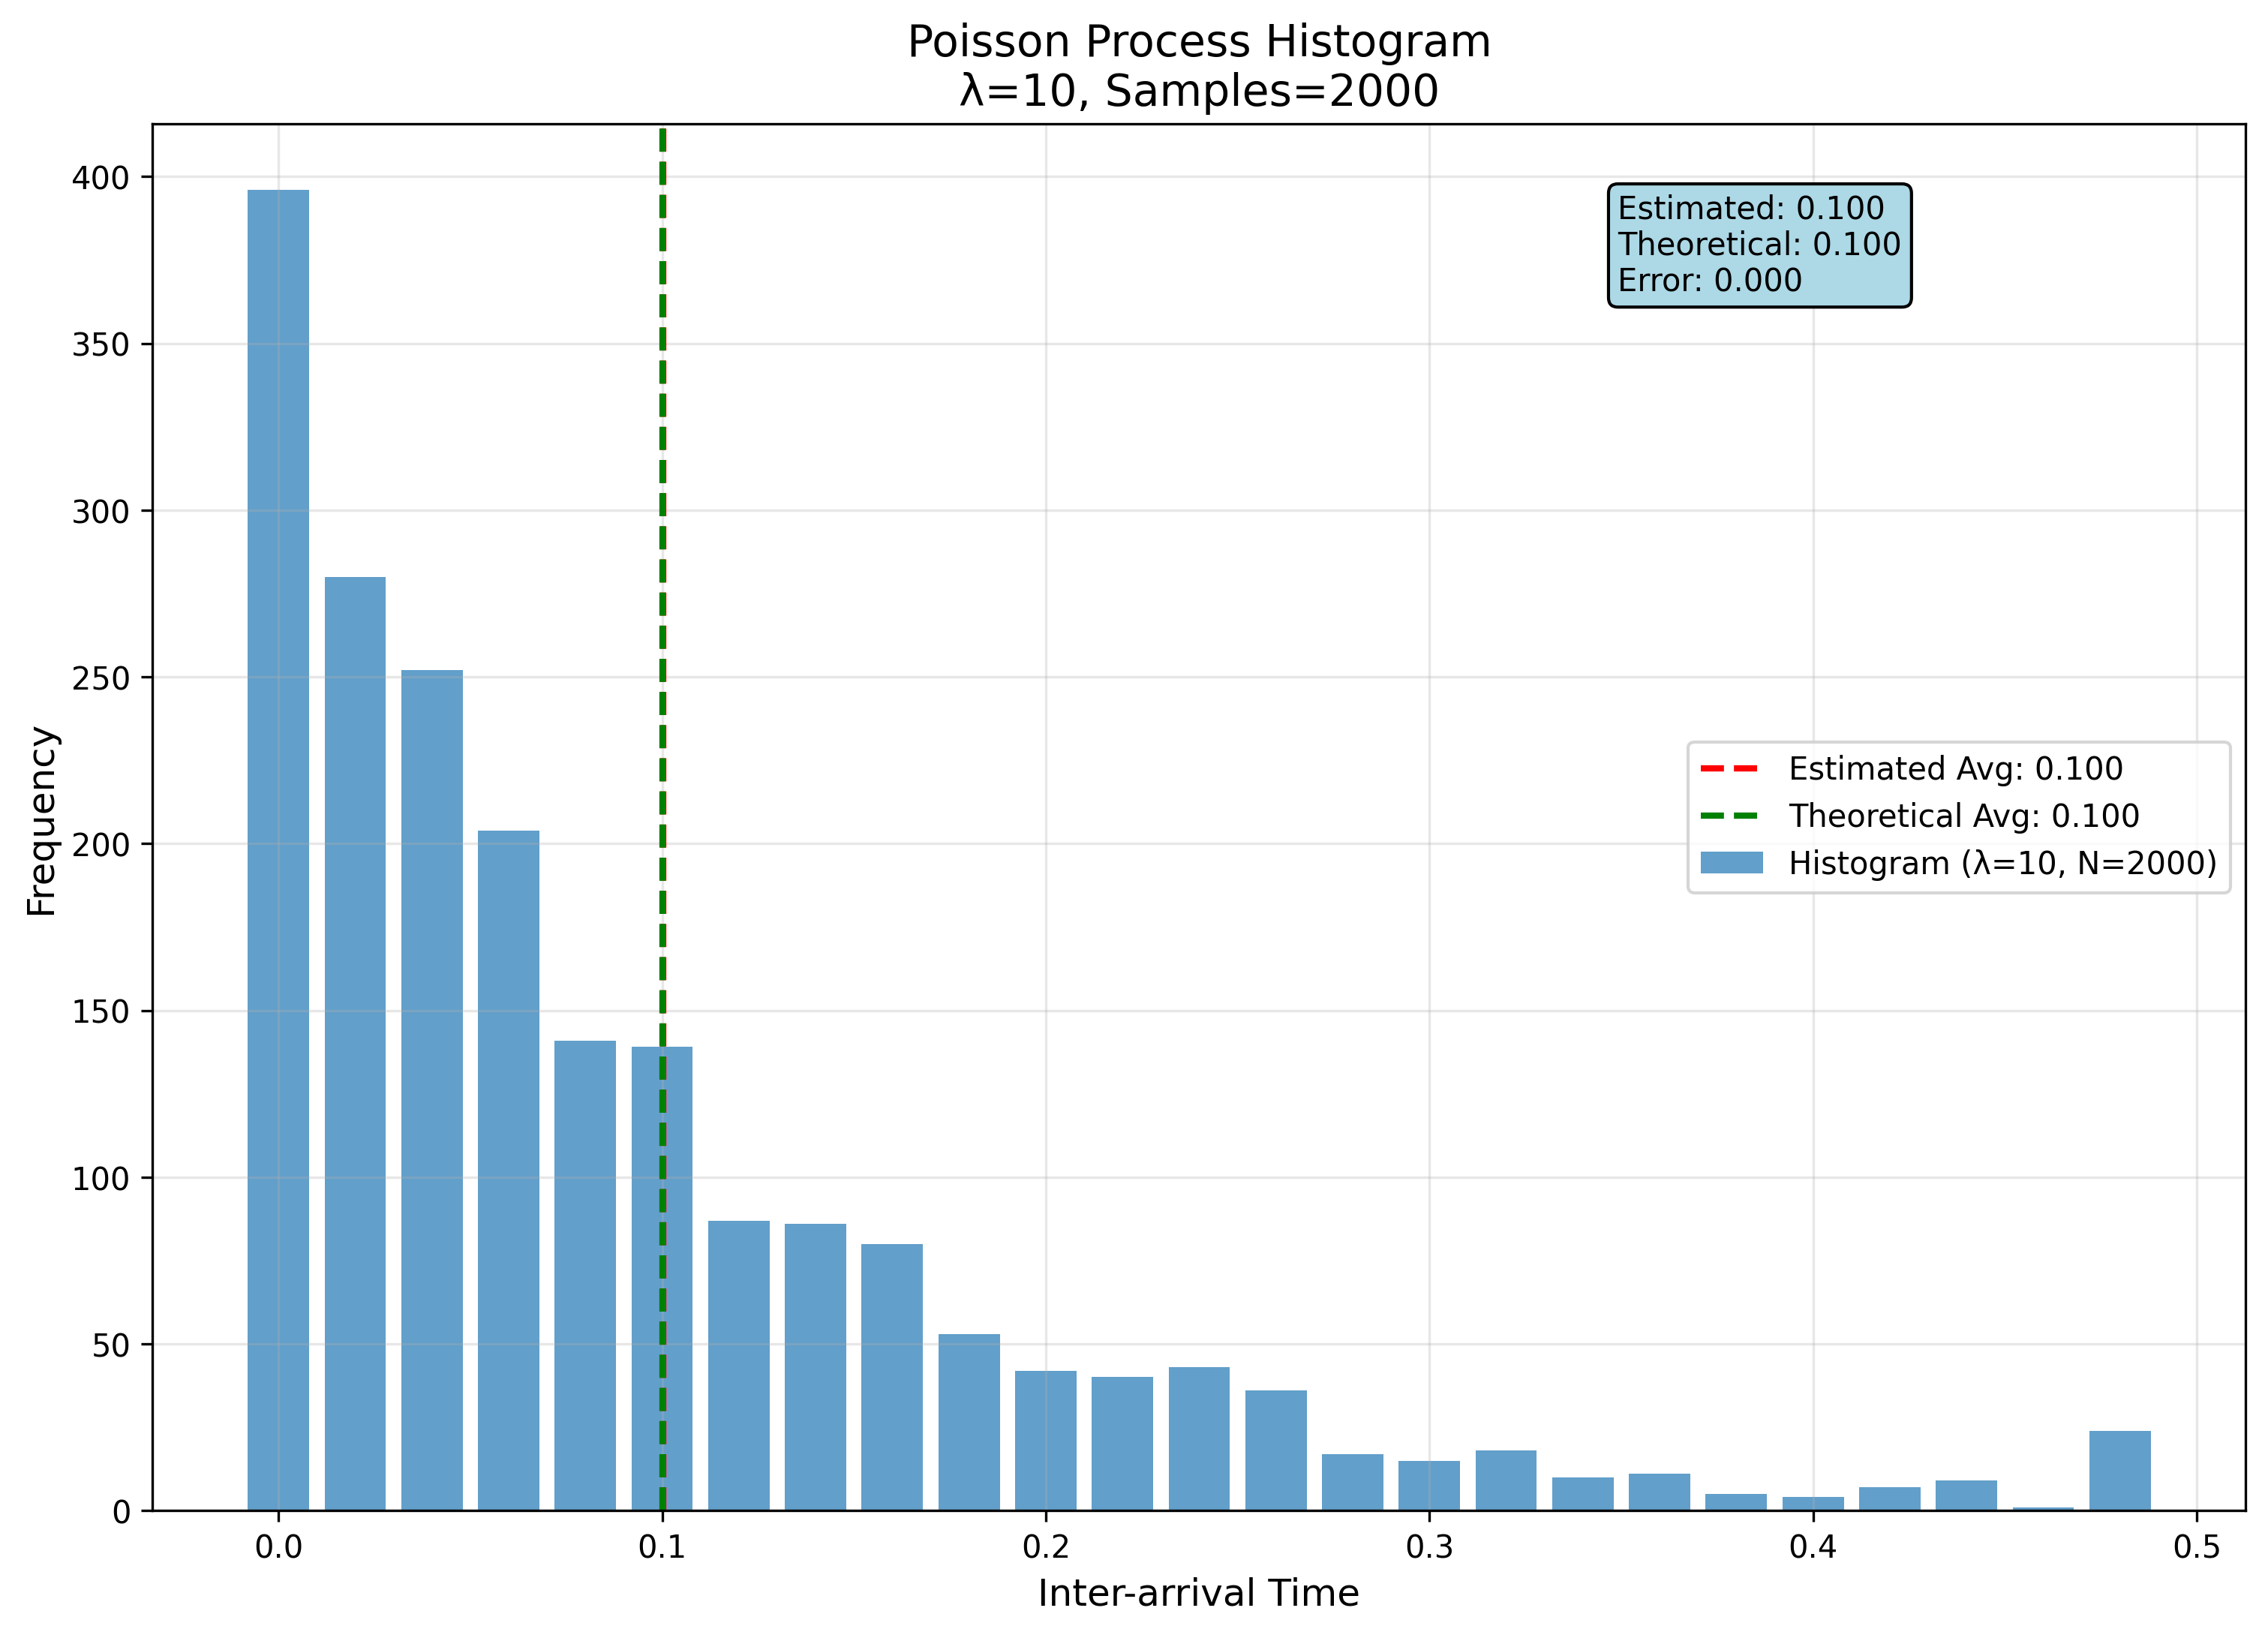 Poisson Process Histogram
λ=10, Samples=2000
Frequency
400
350
300
250
200
150
100
50
0
Estimated: 0.100
Theoretical: 0.100
Error: 0.000
Estimated Avg: 0.100
Theoretical Avg: 0.100
Histogram (λ=10, N=2000)
0.0 0.1 0.2 0.3 0.4 0.5
Inter-arrival Time